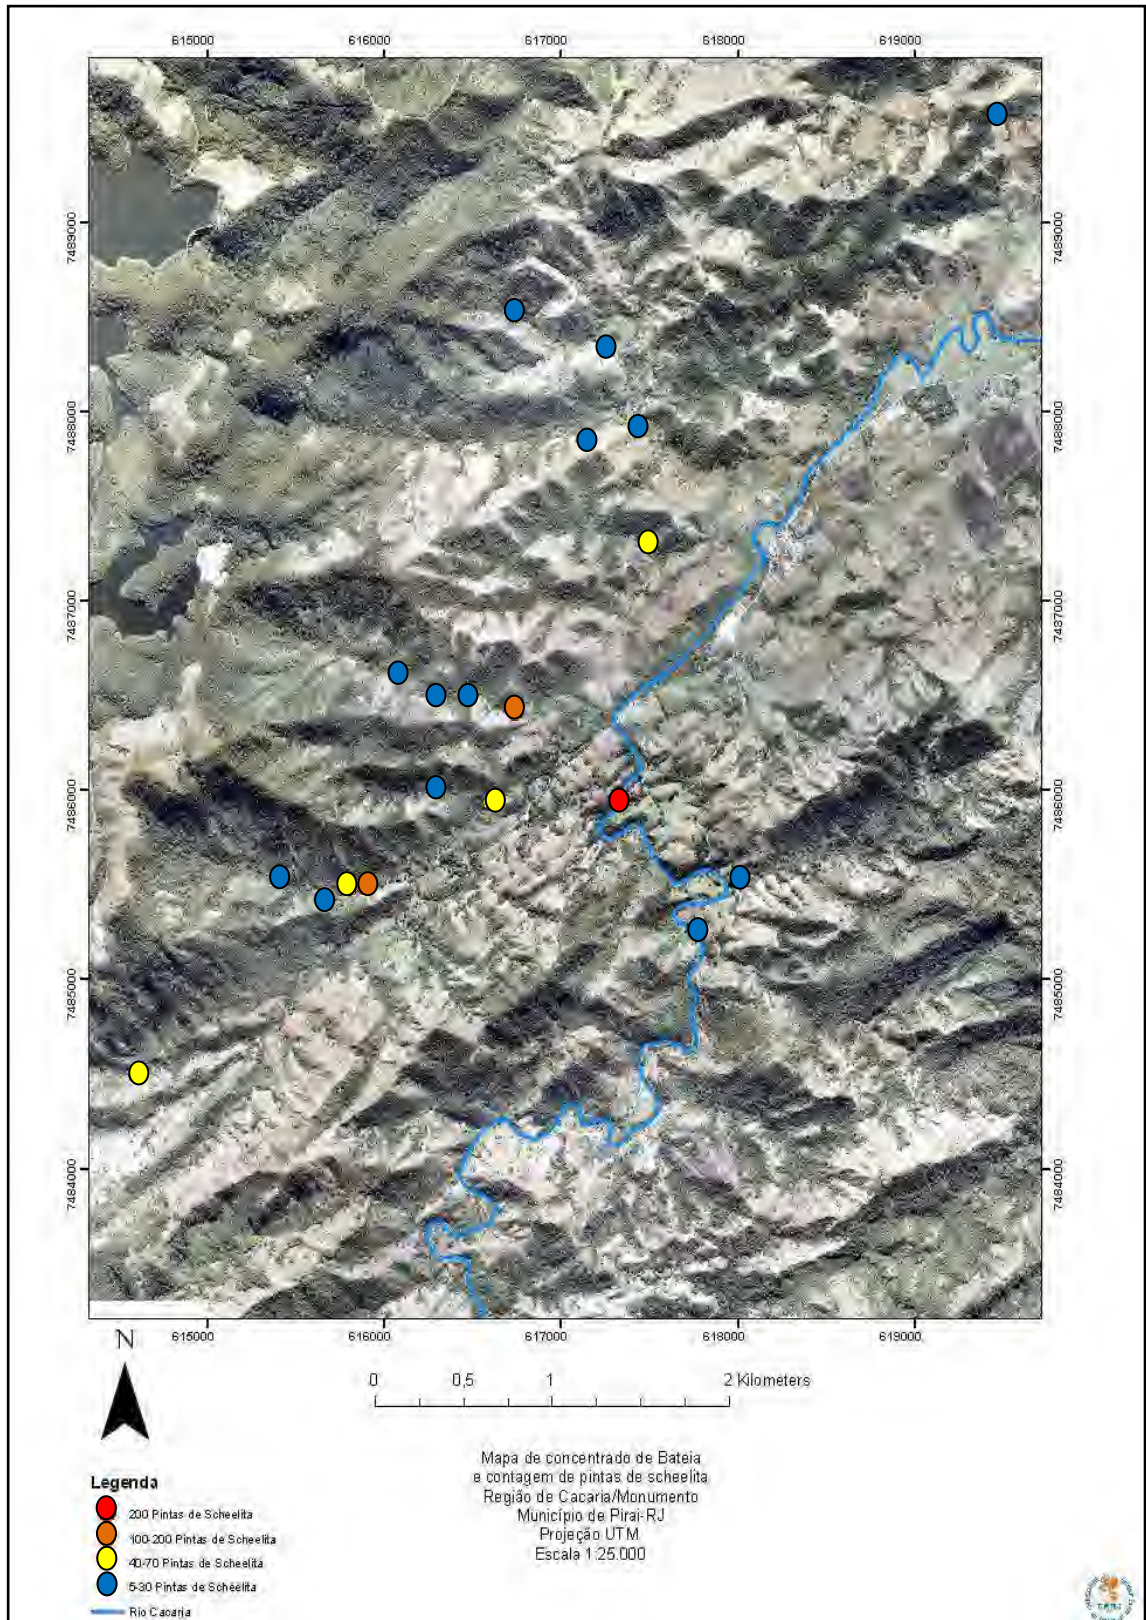 615000 616000 617000 618000 619000
7489000 7489000
7488000 7488000
7487000 7487000
7486000 7486000
7485000 7485000
7484000 7484000
615000 616000 617000 618000 619000
N
0 0,5 1 2 Kilometers
Mapa de concentrado de Bateia
e contagem de pintas de scheelita
Região de Cacaria/Monumento
Município de Piraí-RJ
Projeção UTM
Escala 1:25.000
Legenda
200 Pintas de Scheelita
100-200 Pintas de Scheelita
40-70 Pintas de Scheelita
5-30 Pintas de Scheelita
Rio Cacaria